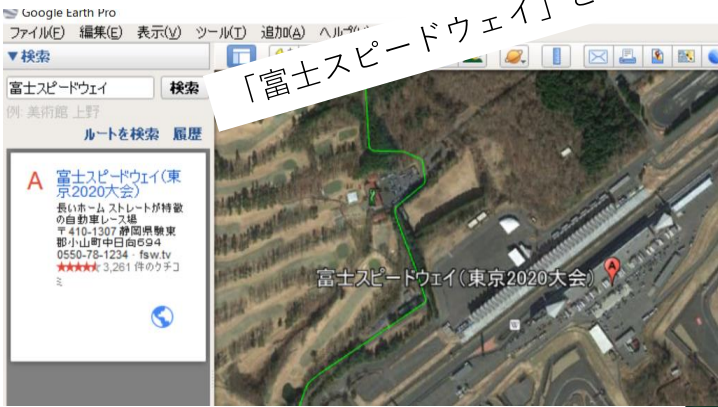 Google Earth Pro
ファイル(F) 編集(E) 表示(V) ツール(T) 追加(A)
▼検索
富士スピードウェイ 検索
例: 美術館 上野
ルートを検索 履歴
「富士スピードウェイ」
A
富士スピードウェイ(東
京2020大会)
長いホーム ストレートが特徴
の自動車レース場
〒410-1307 静岡県駿東
郡小山町中日向694
0550-78-1234 · fsw.tv
3,261 件のクチコ
ミ
富士スピードウェイ(東京2020大会)
A